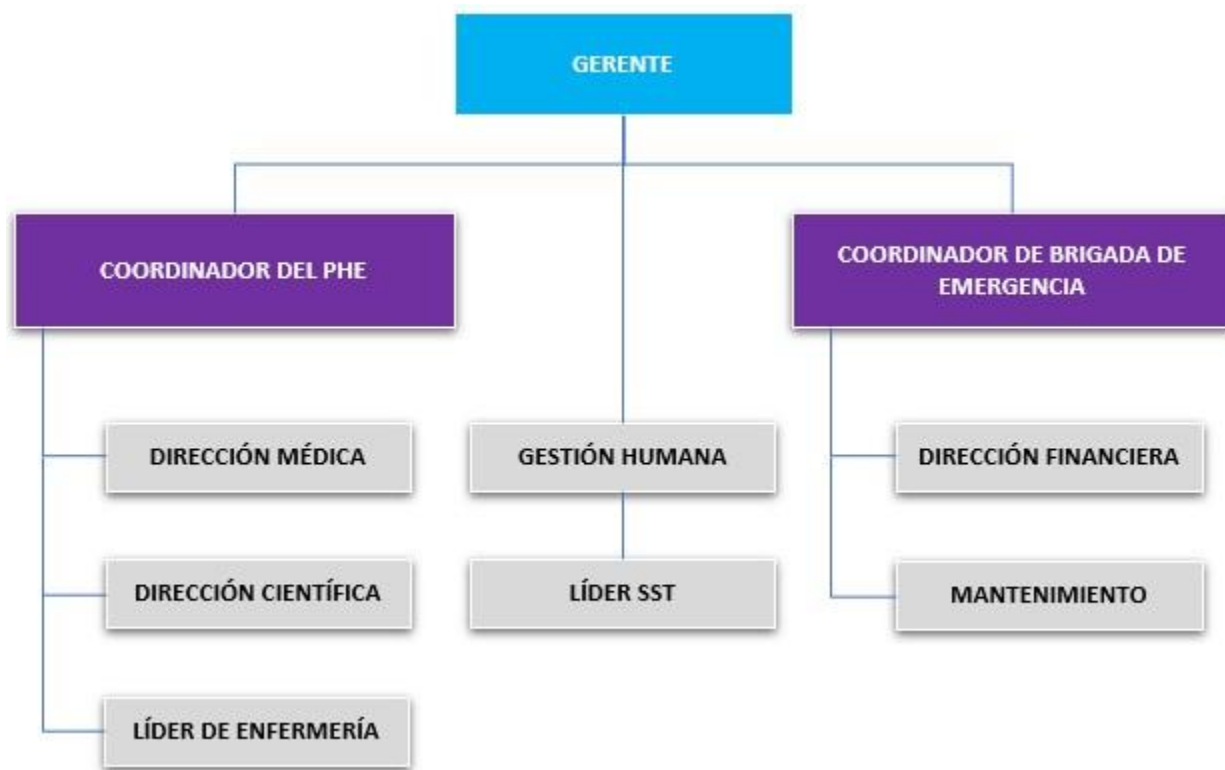 GERENTE
COORDINADOR DEL PHE
COORDINADOR DE BRIGADA DE
EMERGENCIA
DIRECCIÓN MÉDICA
GESTIÓN HUMANA
DIRECCIÓN FINANCIERA
DIRECCIÓN CIENTÍFICA
LÍDER SST
MANTENIMIENTO
LÍDER DE ENFERMERÍA